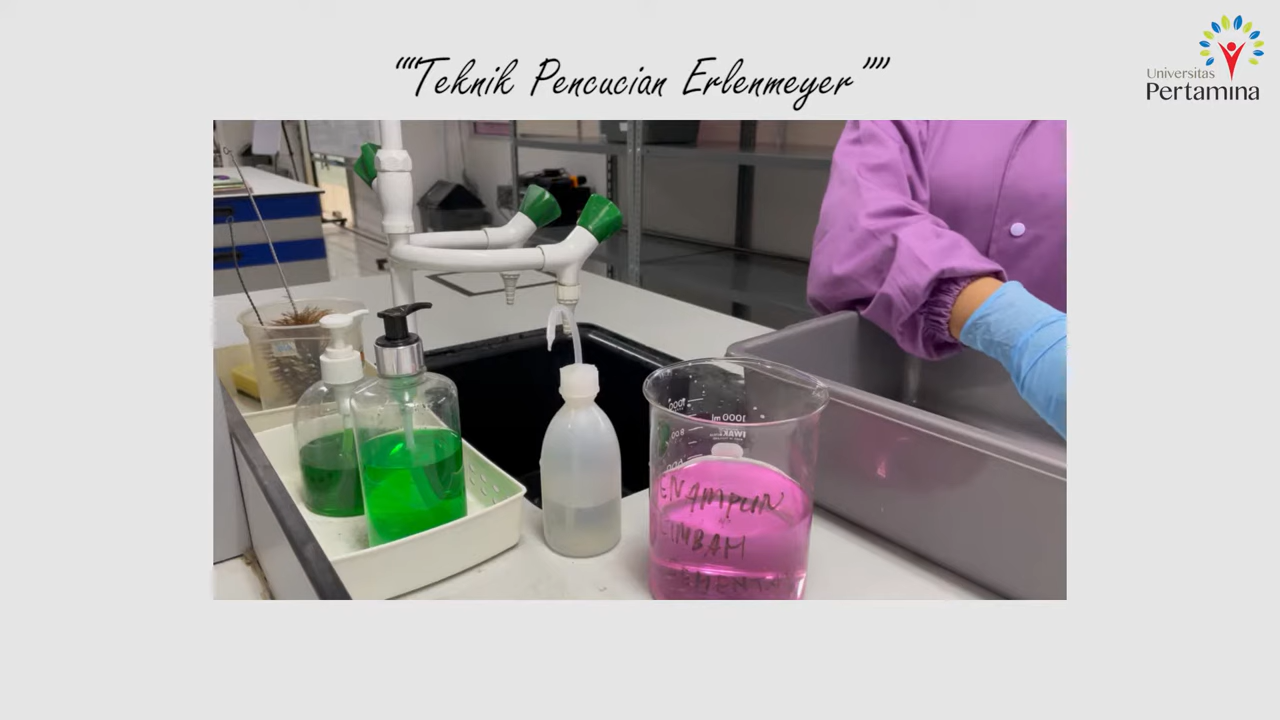 ““Teknik Pencucian Erlenmeyer””
Universitas
Pertamina
1000 ml
IWAKI
ENAMPUN
LIMBAH